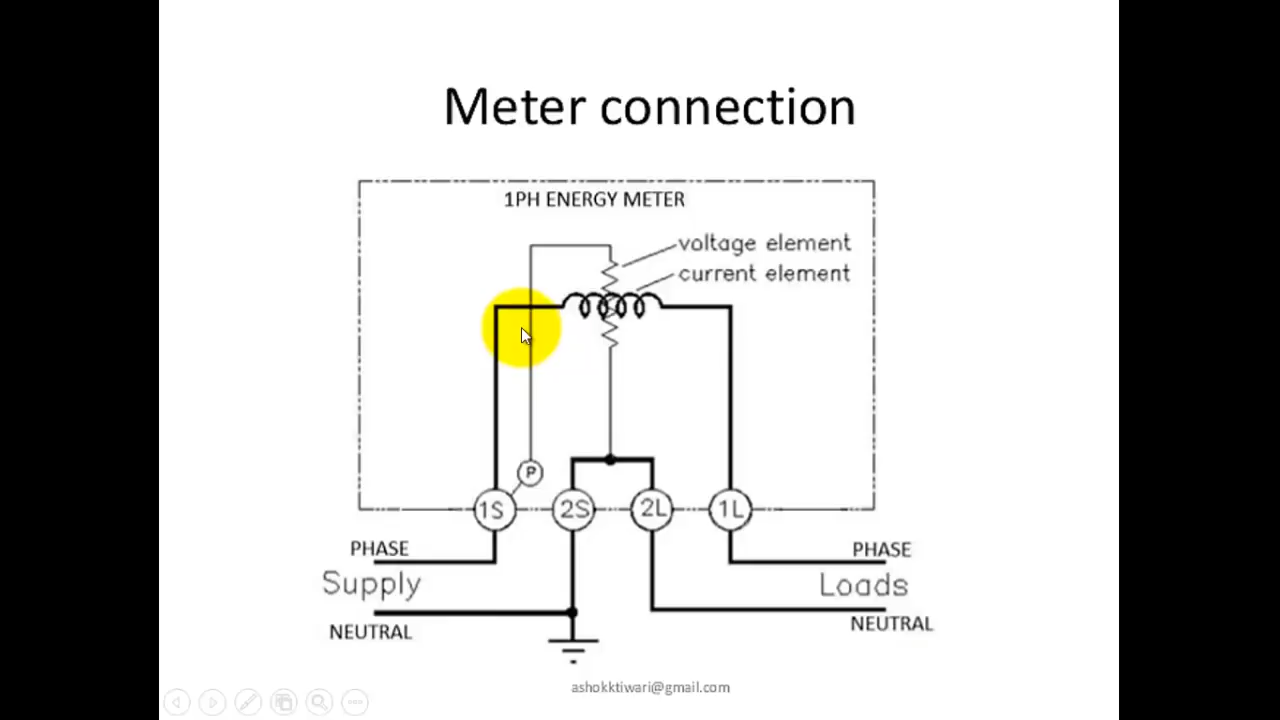 Meter connection
1PH ENERGY METER
voltage element
current element
P
1S
2S
2L
1L
PHASE
PHASE
Supply
Loads
NEUTRAL
NEUTRAL
ashokktiwari@gmail.com